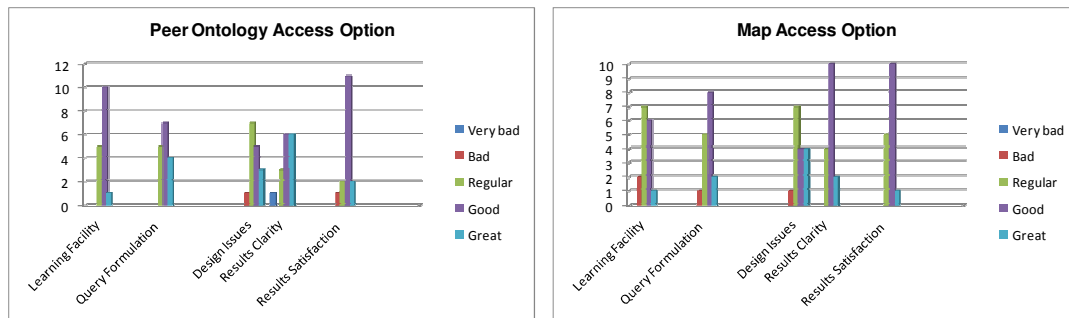 Peer Ontology Access Option
12
10
8
6
4
2
0
Learning Facility
Query Formulation
Design Issues
Results Clarity
Results Satisfaction
Very bad
Bad
Regular
Good
Great
Map Access Option
10
9
8
7
6
5
4
3
2
1
0
Learning Facility
Query Formulation
Design Issues
Results Clarity
Results Satisfaction
Very bad
Bad
Regular
Good
Great